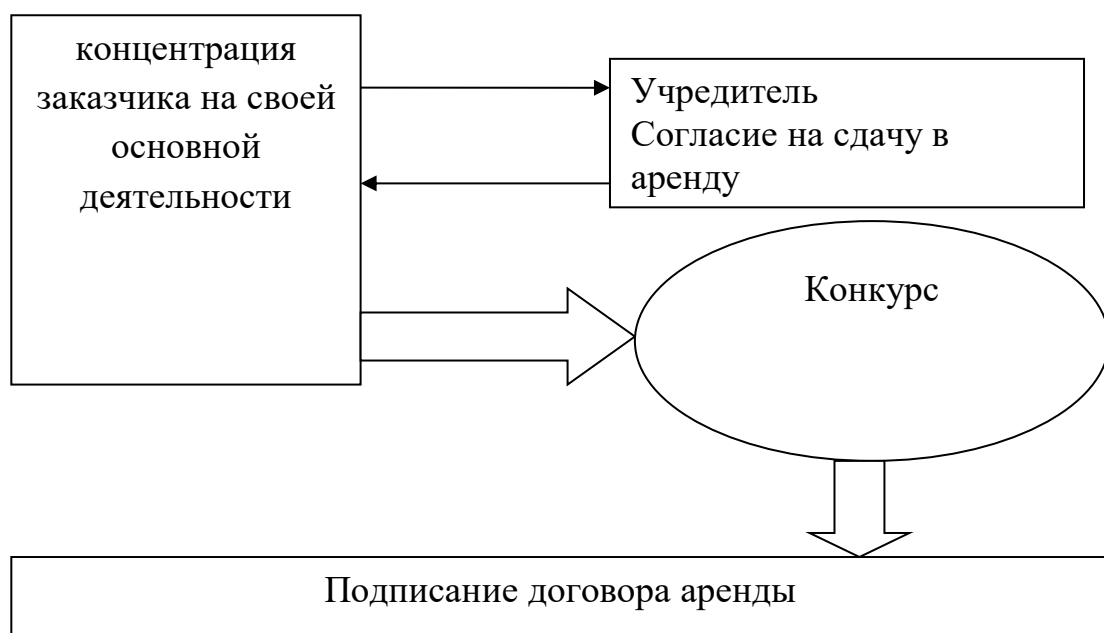 концентрация
заказчика на своей
основной
деятельности
Учредитель
Согласие на сдачу в
аренду
Конкурс
Подписание договора аренды